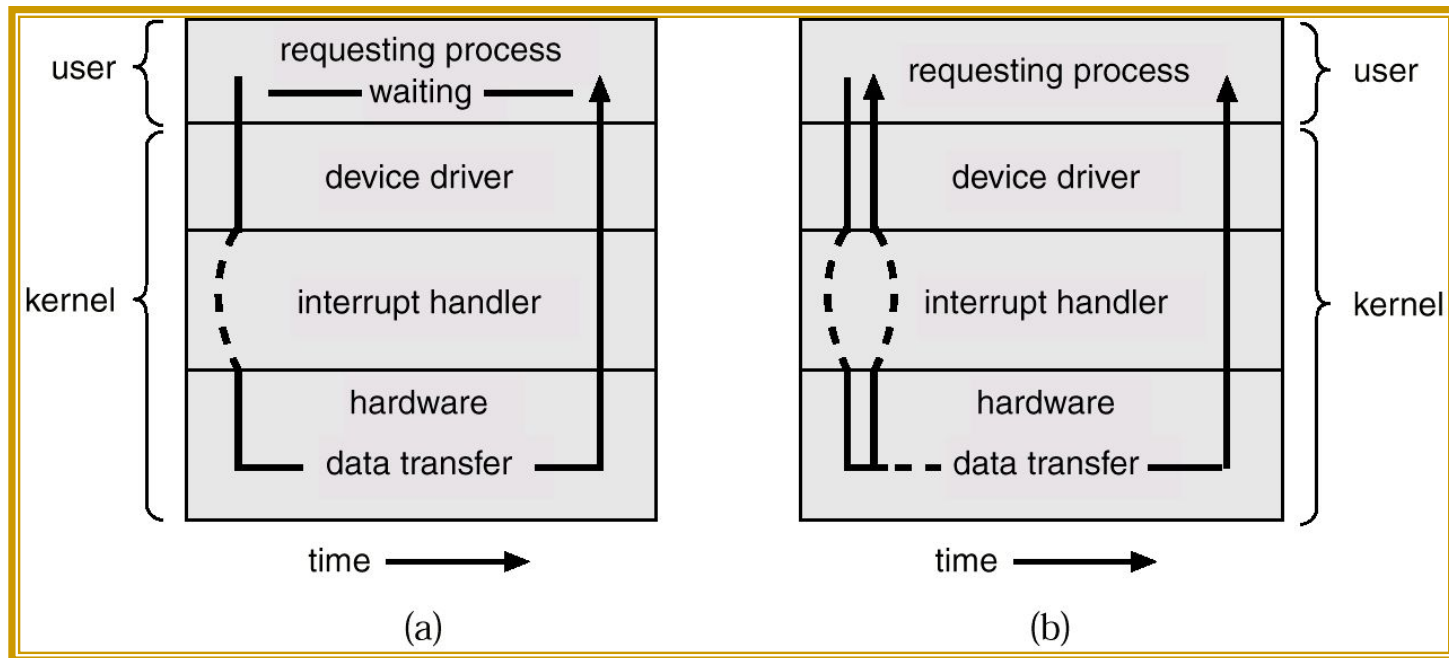 user
requesting process
waiting
device driver
kernel
interrupt handler
hardware
data transfer
time
(a)
requesting process
user
device driver
interrupt handler
kernel
hardware
data transfer
time
(b)